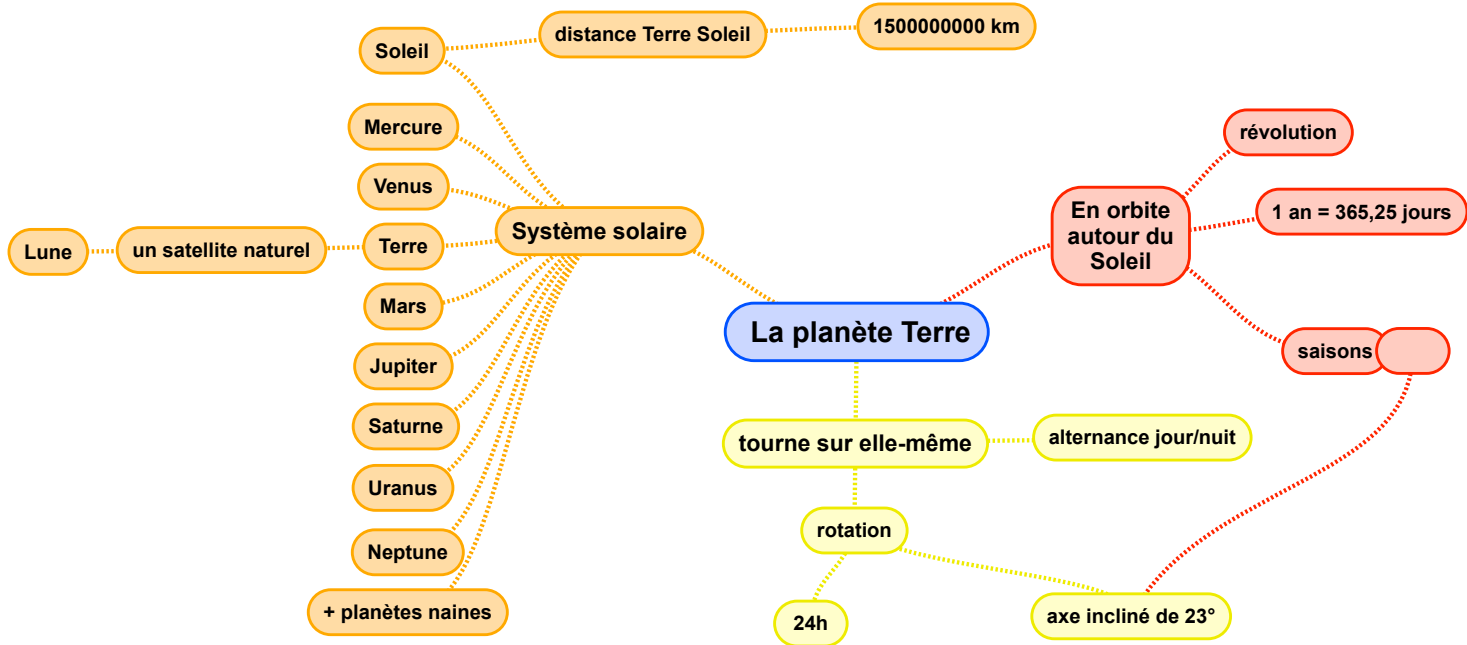 Soleil
distance Terre Soleil
1500000000 km
Mercure
Venus
Lune
un satellite naturel
Terre
Système solaire
Mars
Jupiter
Saturne
Uranus
Neptune
+ planètes naines
La planète Terre
En orbite
autour du
Soleil
révolution
1 an = 365,25 jours
saisons
tourne sur elle-même
alternance jour/nuit
rotation
24h
axe incliné de 23°